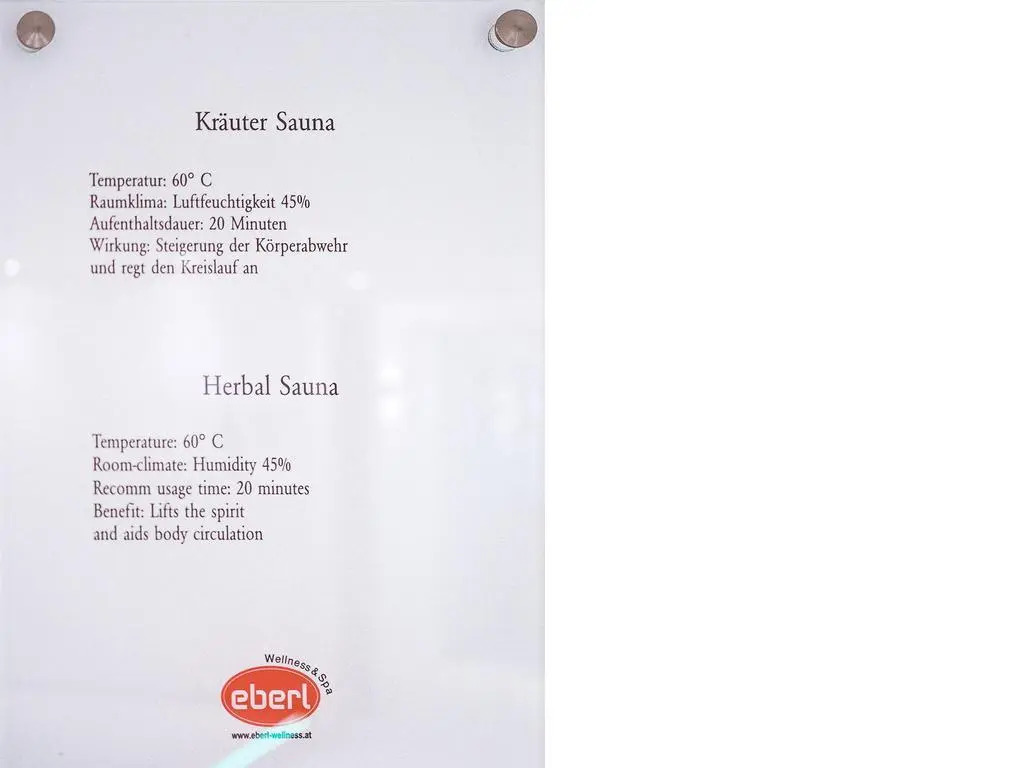 Kräuter Sauna
Temperatur: 60° C
Raumklima: Luftfeuchtigkeit 45%
Aufenthaltsdauer: 20 Minuten
Wirkung: Steigerung der Körperabwehr
und regt den Kreislauf an
Herbal Sauna
Temperature: 60° C
Room-climate: Humidity 45%
Recomm usage time: 20 minutes
Benefit: Lifts the spirit
and aids body circulation
Wellness & Spa
eberl
www.eberl-wellness.at